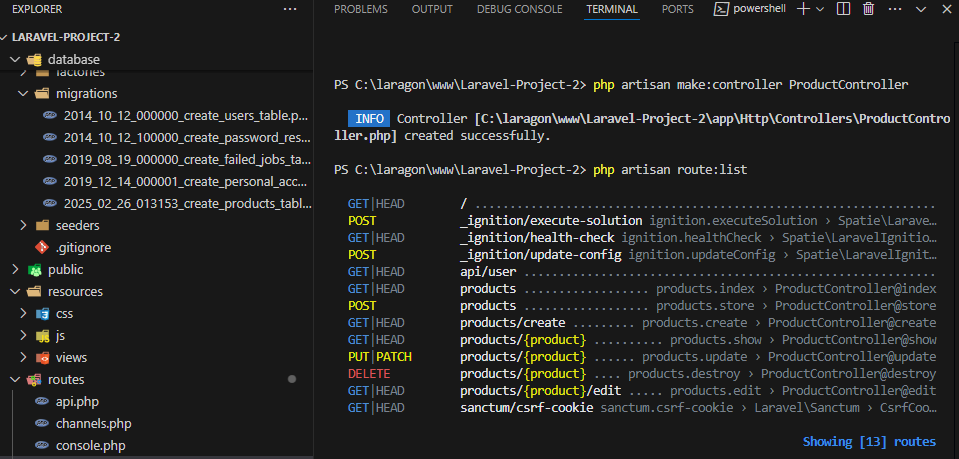 EXPLORER
···
LARAVEL-PROJECT-2
database
factories
migrations
2014_10_12_000000_create_users_table.p...
2014_10_12_100000_create_password_res...
2019_08_19_000000_create_failed_jobs_ta...
2019_12_14_000001_create_personal_acc...
2025_02_26_013153_create_products_tabl...
seeders
.gitignore
public
resources
css
js
views
routes
api.php
channels.php
console.php
PROBLEMS OUTPUT DEBUG CONSOLE TERMINAL PORTS powershell
PS C:\laragon\www\Laravel-Project-2> php artisan make:controller ProductController
INFO Controller [C:\laragon\www\Laravel-Project-2\app\Http\Controllers\ProductContro
ller.php] created successfully.
PS C:\laragon\www\Laravel-Project-2> php artisan route:list
GET|HEAD / ........................................................
POST _ignition/execute-solution ignition.executeSolution › Spatie\Larave…
GET|HEAD _ignition/health-check ignition.healthCheck › Spatie\LaravelIgnitio…
POST _ignition/update-config ignition.updateConfig › Spatie\LaravelIgnit…
GET|HEAD api/user ........................................................
GET|HEAD products ................... products.index › ProductController@index
POST products ................... products.store › ProductController@store
GET|HEAD products/create .......... products.create › ProductController@create
GET|HEAD products/{product} .......... products.show › ProductController@show
PUT|PATCH products/{product} ...... products.update › ProductController@update
DELETE products/{product} .... products.destroy › ProductController@destroy
GET|HEAD products/{product}/edit ..... products.edit › ProductController@edit
GET|HEAD sanctum/csrf-cookie sanctum.csrf-cookie › Laravel\Sanctum › CsrfCoo…
Showing [13] routes